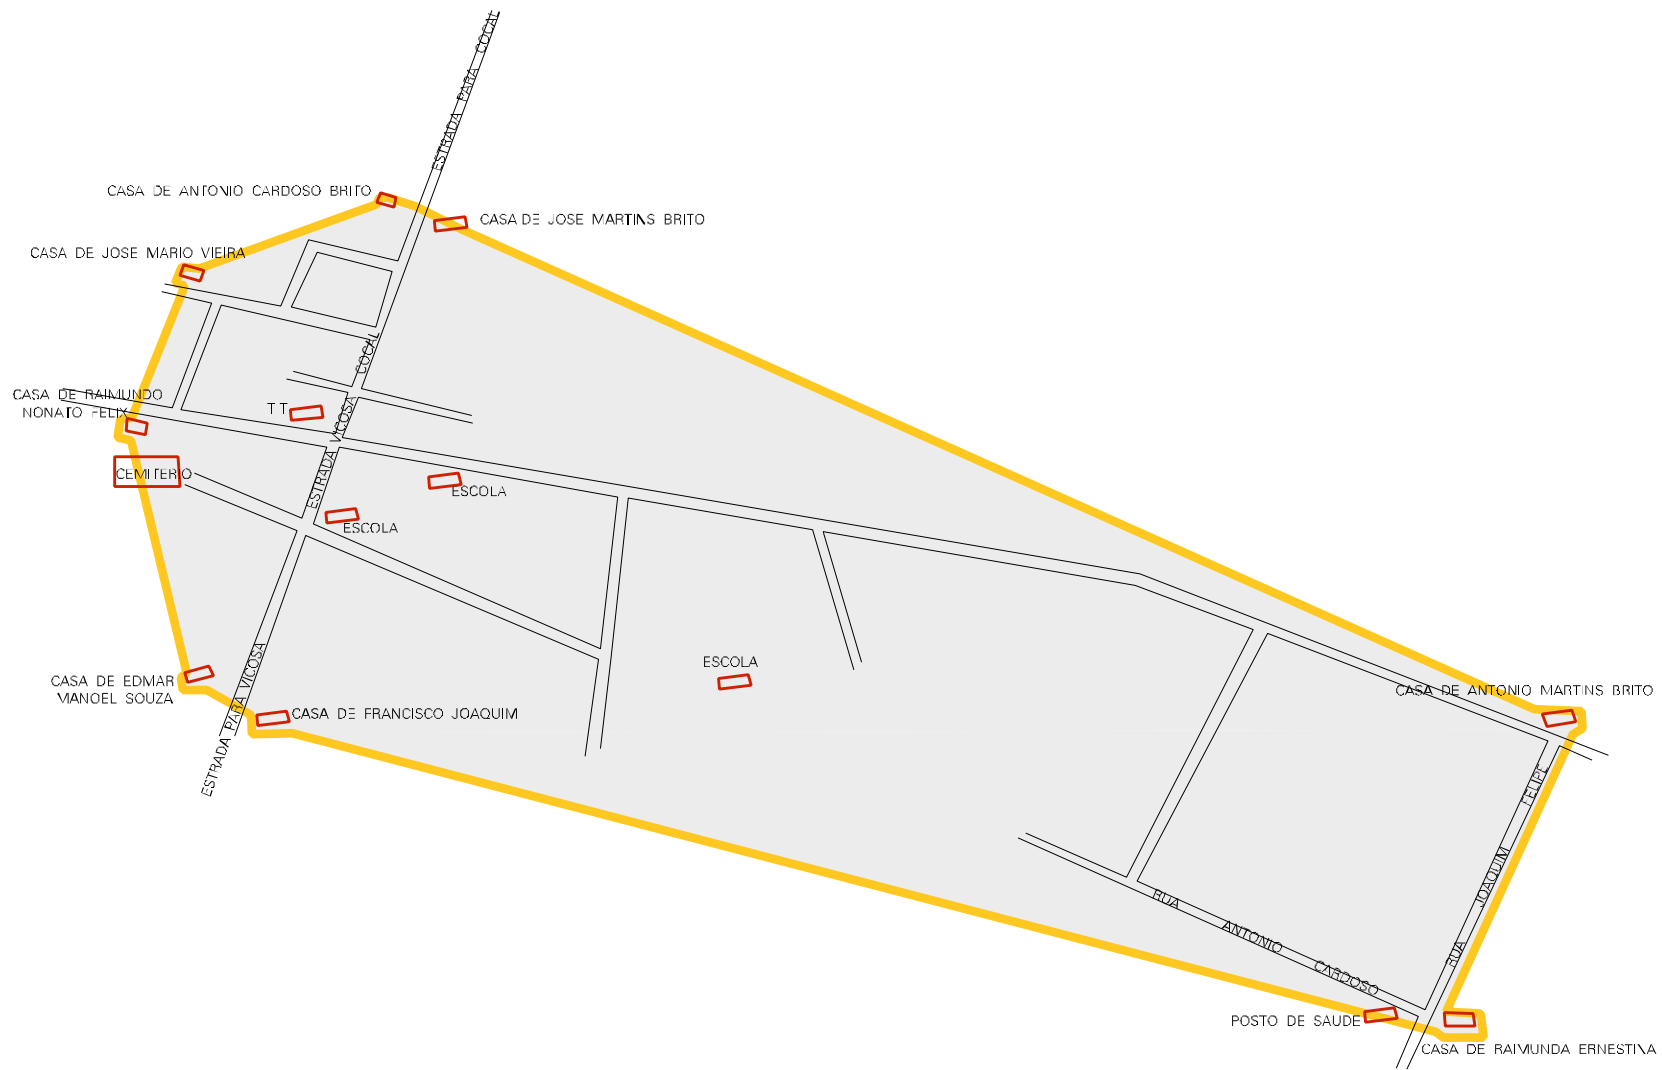 ESTRADA PARA COCAL
CASA DE ANTONIO CARDOSO BRITO
CASA DE JOSE MARTINS BRITO
CASA DE JOSE MARIO VIEIRA
ESTRADA VICOSA COCAL
CASA DE RAIMUNDO
NONATO FELIX
TT
CEMITERIO
ESCOLA
ESCOLA
ESCOLA
CASA DE EDMAR
MANOEL SOUZA
ESTRADA PARA VICOSA
CASA DE FRANCISCO JOAQUIM
CASA DE ANTONIO MARTINS BRITO
RUA JOAQUIM FELIPE
RUA ANTONIO CARDOSO
POSTO DE SAUDE
CASA DE RAIMUNDA ERNESTINA